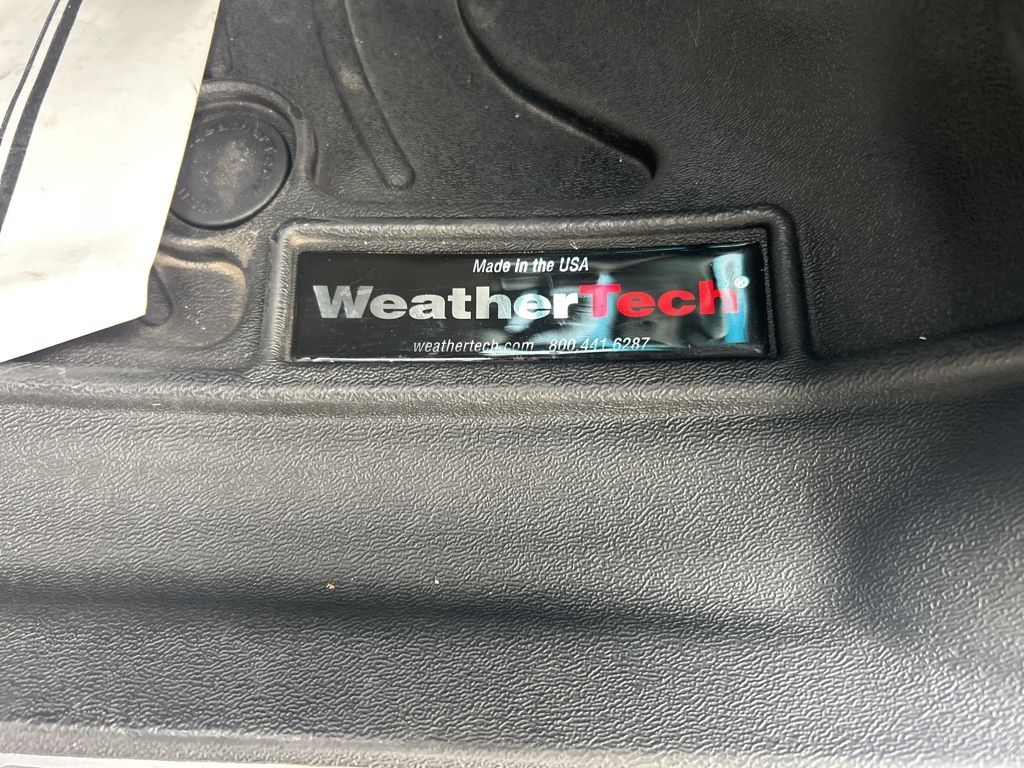 Made in the USA
WeatherTech®
weathertech.com 800.441.6287